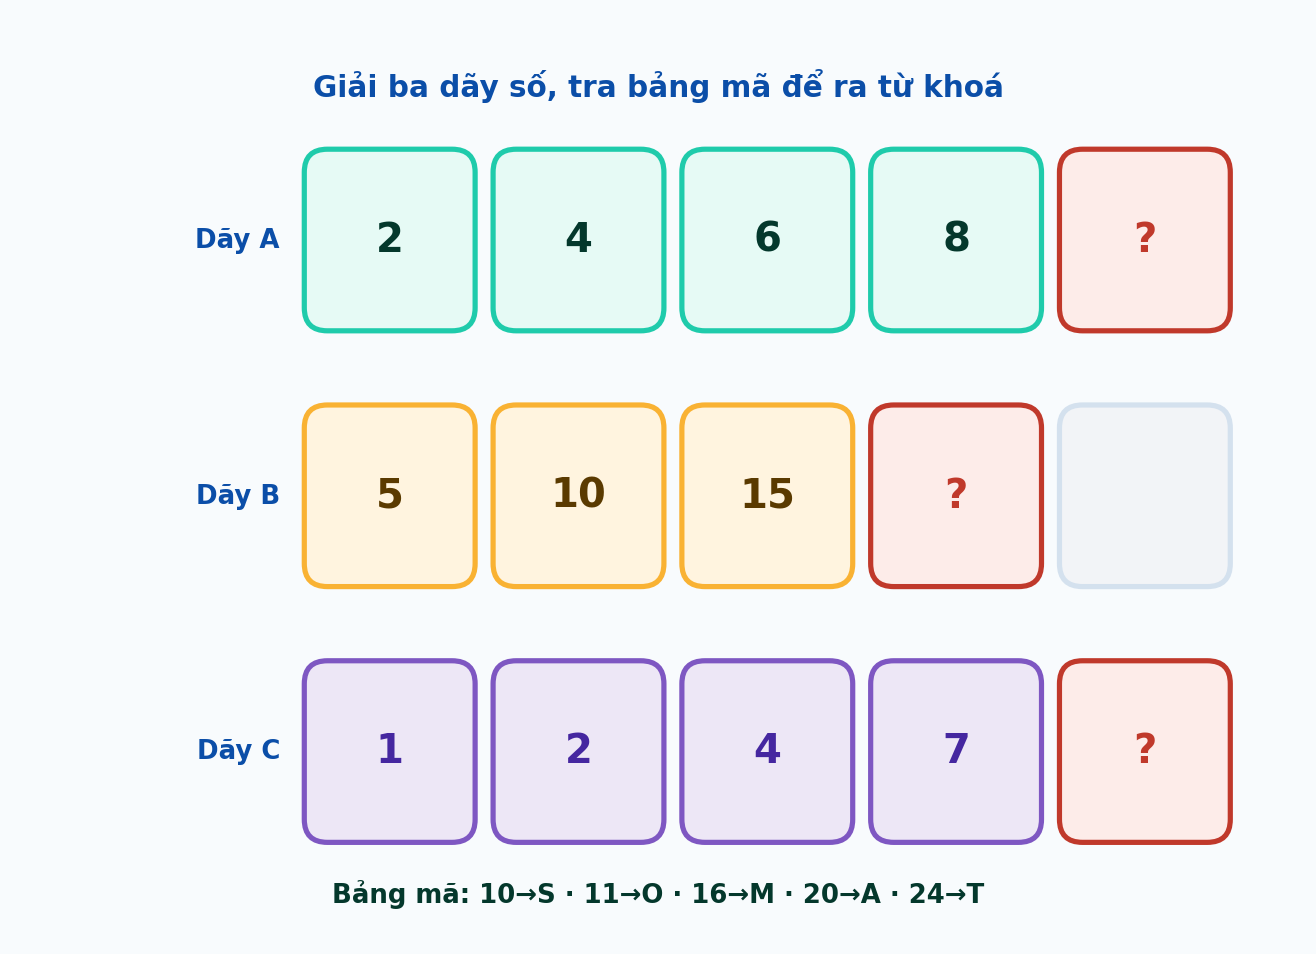 Giải ba dãy số, tra bảng mã để ra từ khoá
Dãy A 2 4 6 8 ?
Dãy B 5 10 15 ?
Dãy C 1 2 4 7 ?
Bảng mã: 10→S · 11→O · 16→M · 20→A · 24→T